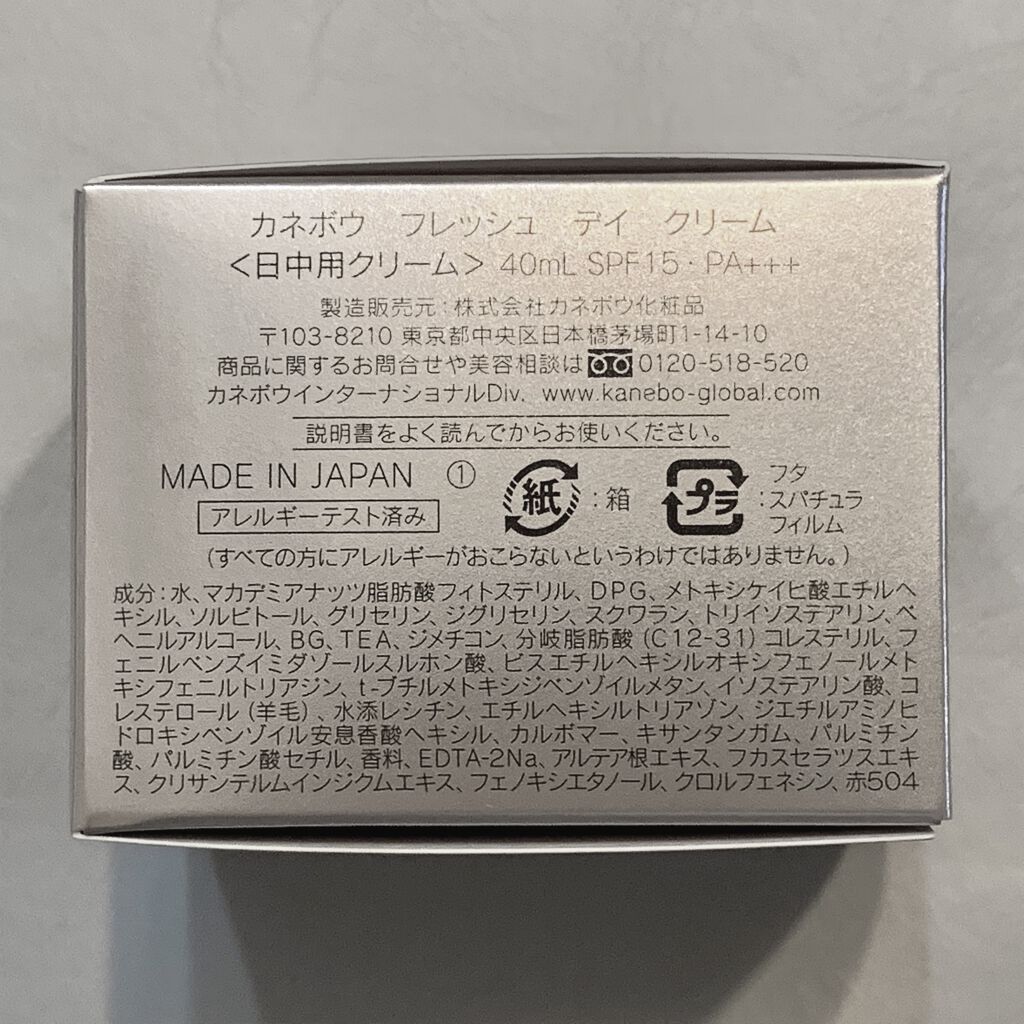 カネボウ フレッシュ デイ クリーム
<日中用クリーム> 40mL SPF15・PA+++
製造販売元:株式会社カネボウ化粧品
〒103-8210 東京都中央区日本橋茅場町1-14-10
商品に関するお問合せや美容相談は 0120-518-520
カネボウインターナショナルDiv. www.kanebo-global.com
説明書をよく読んでからお使いください。
MADE IN JAPAN ① 紙 :箱 プラ :フタ スパチュラ フィルム
アレルギーテスト済み
(すべての方にアレルギーがおこらないというわけではありません。)
成分:水、マカデミアナッツ脂肪酸フィトステリル、DPG、メトキシケイヒ酸エチルヘ
キシル、ソルビトール、グリセリン、ジグリセリン、スクワラン、トリイソステアリン、ベ
ヘニルアルコール、BG、TEA、ジメチコン、分岐脂肪酸(C12-31)コレステリル、フ
ェニルベンズイミダゾールスルホン酸、ビスエチルヘキシルオキシフェノールメト
キシフェニルトリアジン、t-ブチルメトキシジベンゾイルメタン、イソステアリン酸、コ
レステロール(羊毛)、水添レシチン、エチルヘキシルトリアゾン、ジエチルアミノヒ
ドロキシベンゾイル安息香酸ヘキシル、カルボマー、キサンタンガム、パルミチン
酸、パルミチン酸セチル、香料、EDTA-2Na、アルテア根エキス、フカスセラツスエキ
ス、クリサンテルムインジクムエキス、フェノキシエタノール、クロルフェネシン、赤504